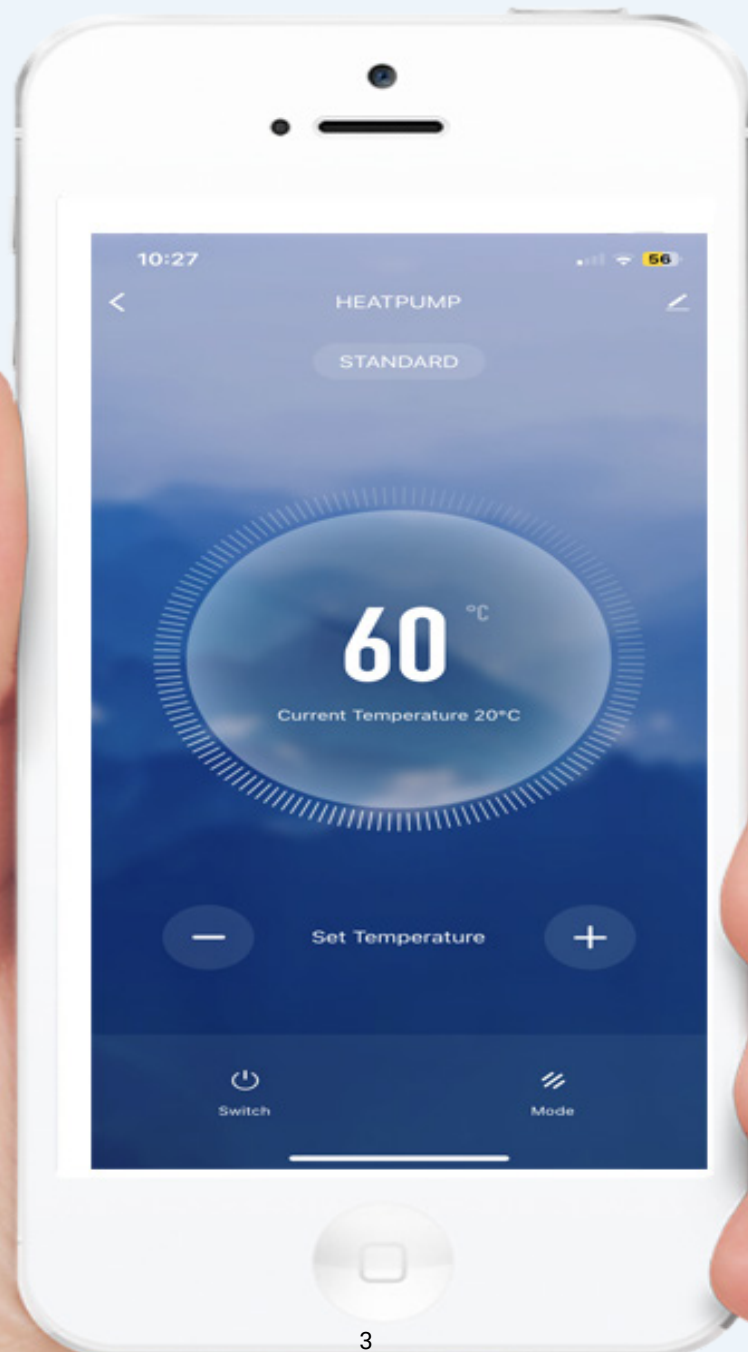 10:27
56
HEATPUMP
STANDARD
60 °C
Current Temperature 20°C
Set Temperature
Switch
Mode
3